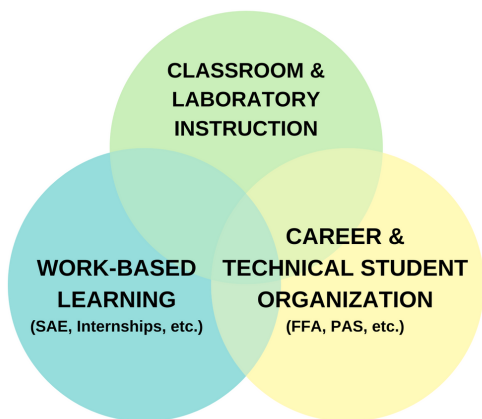 CLASSROOM &
LABORATORY
INSTRUCTION
WORK-BASED
LEARNING
(SAE, Internships, etc.)
CAREER &
TECHNICAL STUDENT
ORGANIZATION
(FFA, PAS, etc.)